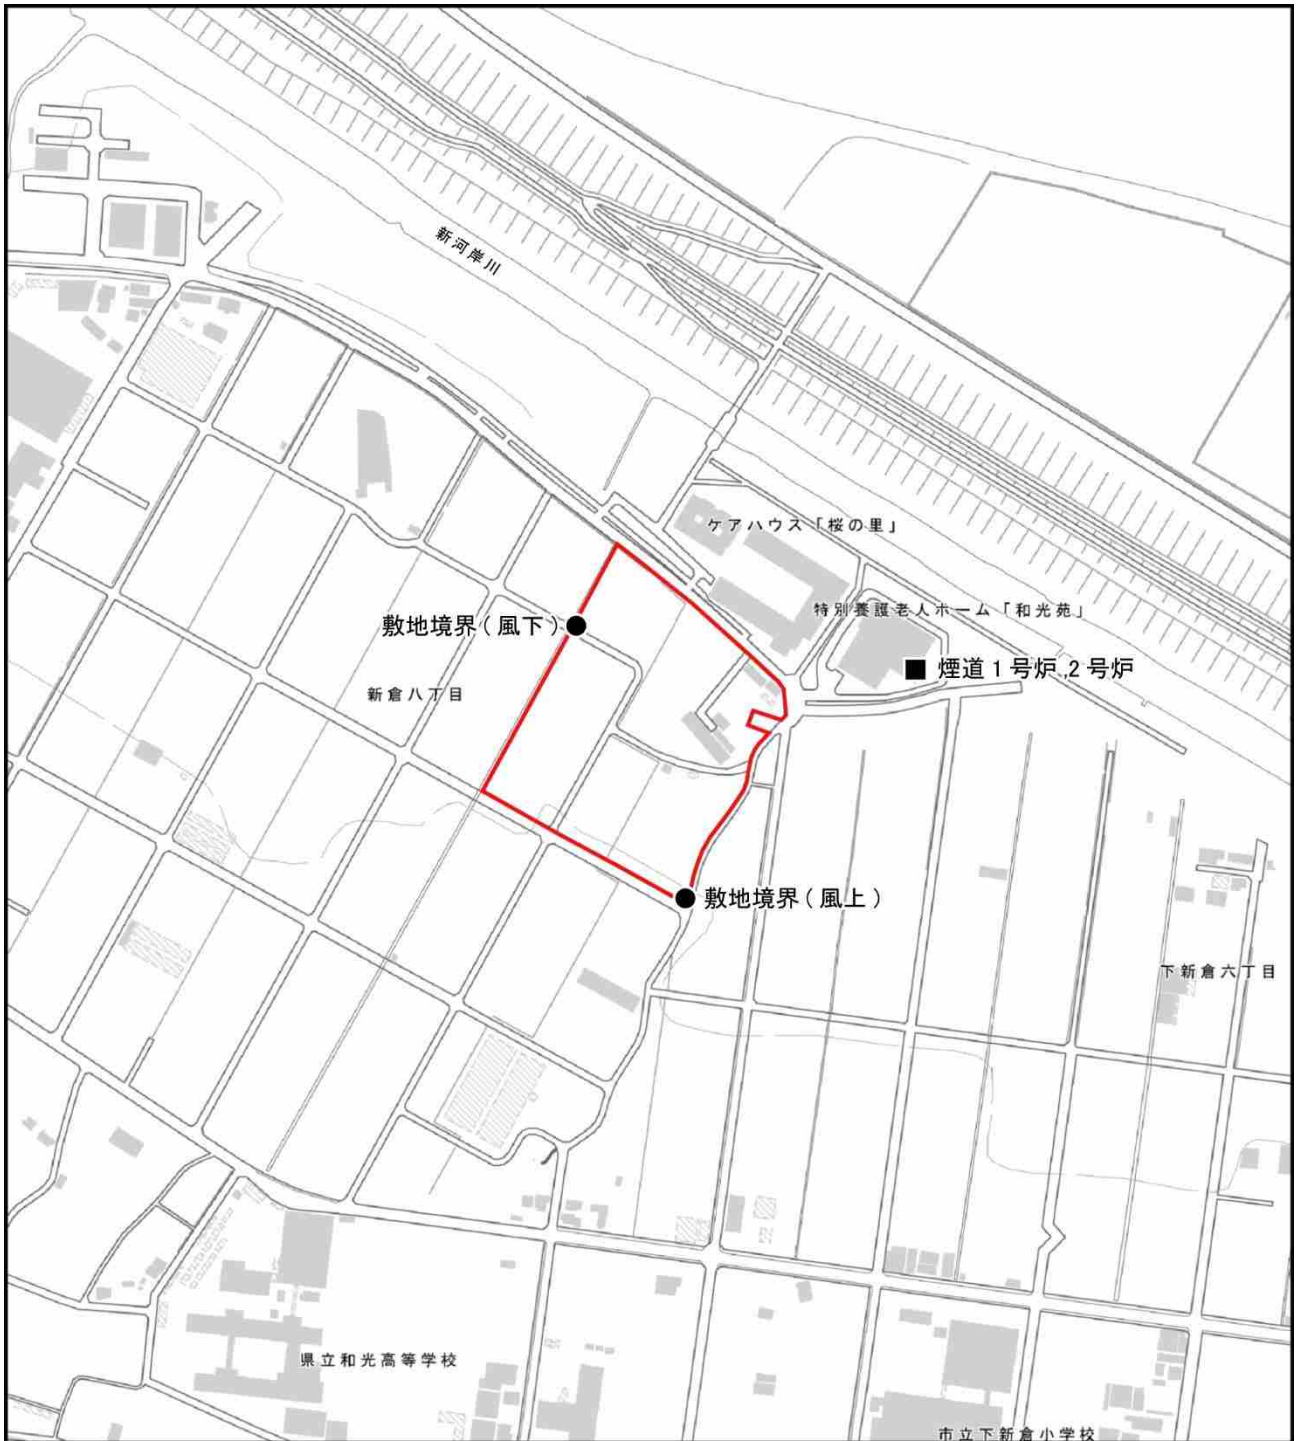 新河岸川
ケアハウス「桜の里」
特別養護老人ホーム「和光苑」
敷地境界(風下)
煙道1号炉,2号炉
新倉八丁目
敷地境界(風上)
下新倉六丁目
県立和光高等学校
市立下新倉小学校